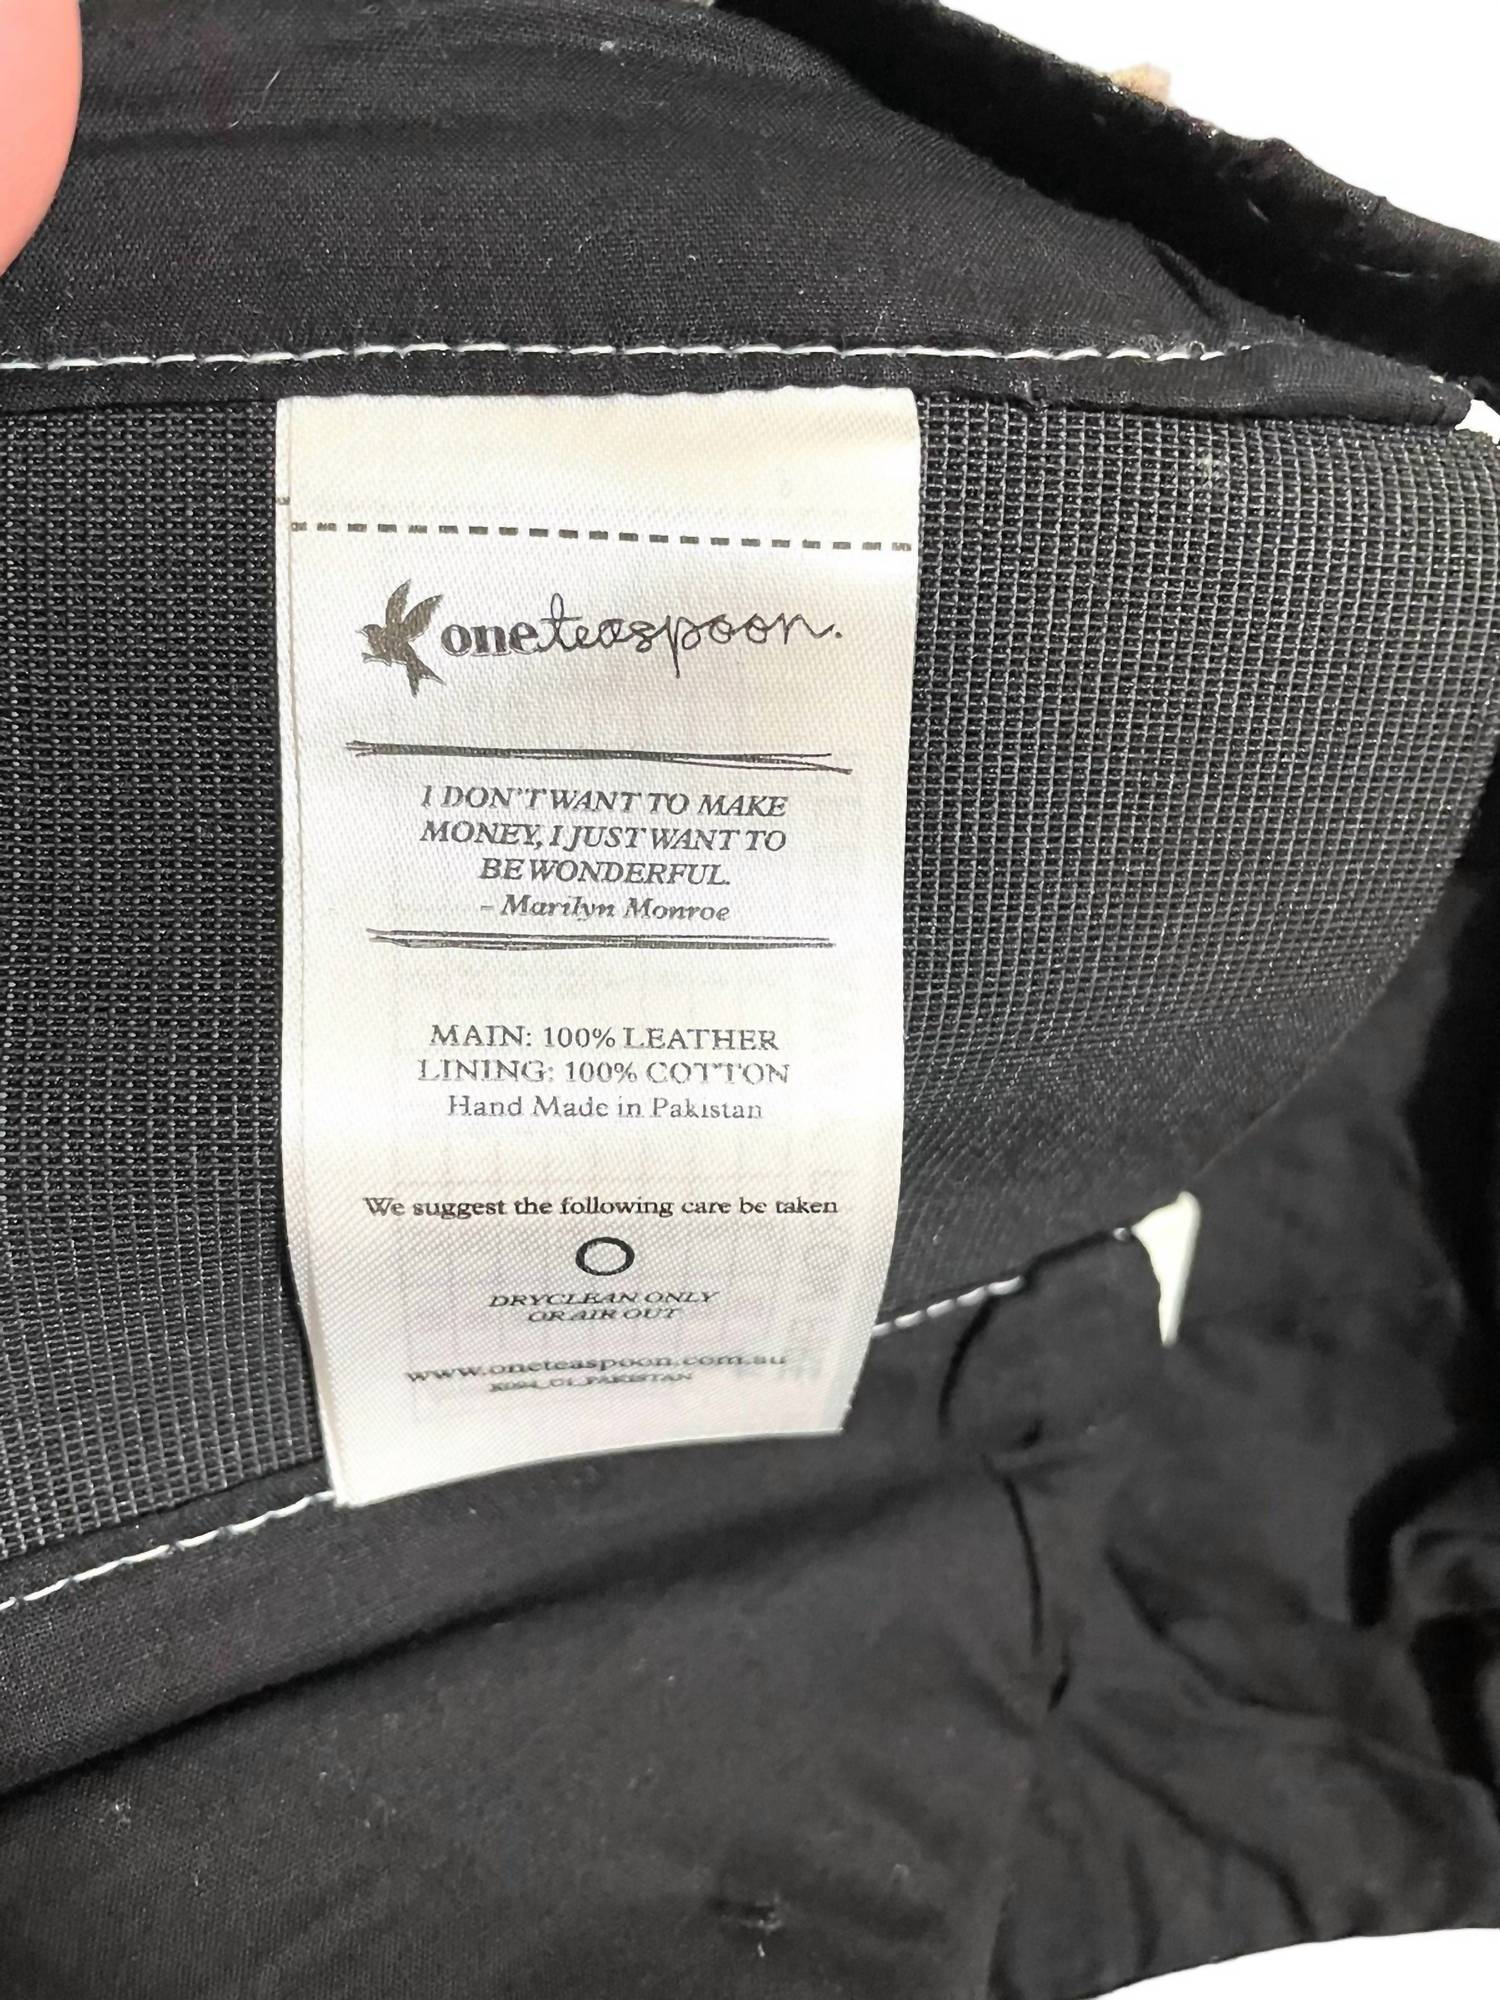 oneteaspoon.
I DON'T WANT TO MAKE
MONEY, I JUST WANT TO
BE WONDERFUL.
- Marilyn Monroe
MAIN: 100% LEATHER
LINING: 100% COTTON
Hand Made in Pakistan
We suggest the following care be taken
DRYCLEAN ONLY
OR AIR OUT
www.oneteaspoon.com.au
PAKISTAN